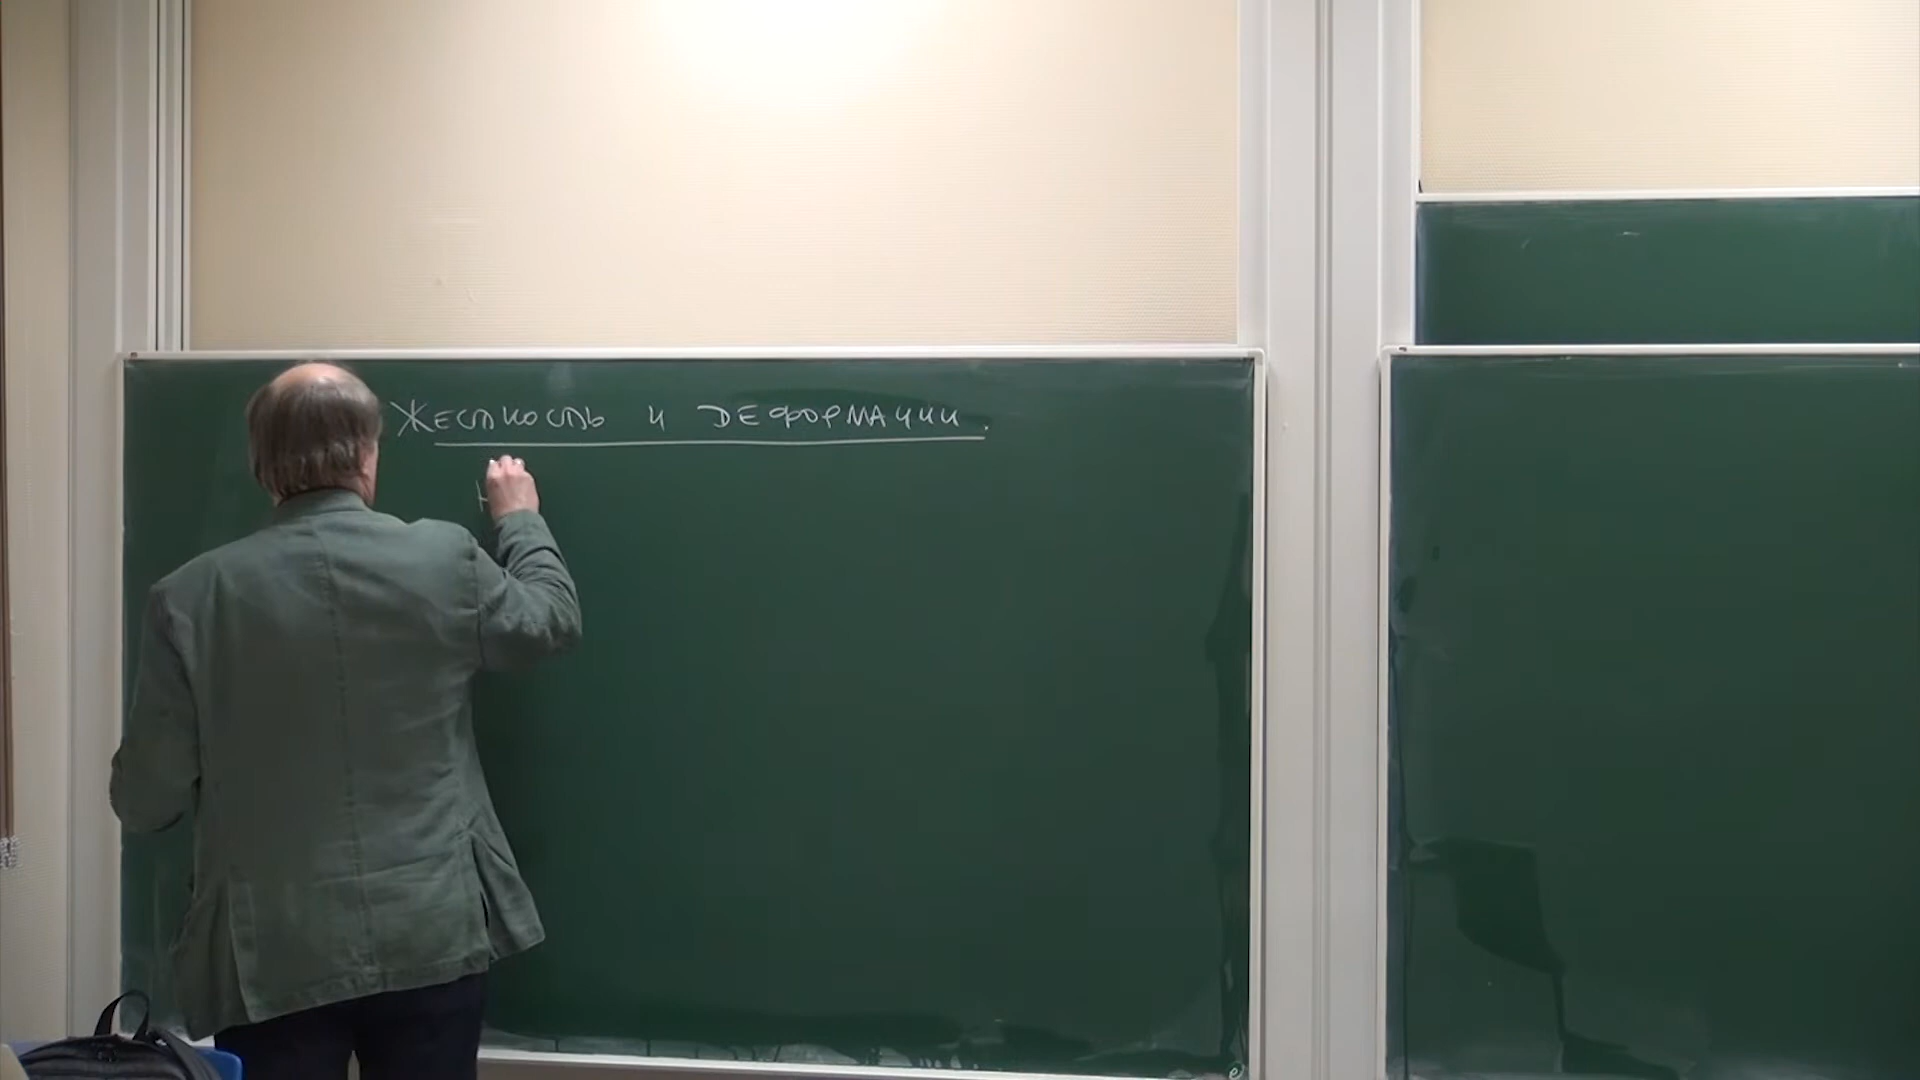 Жесткость и деформации.